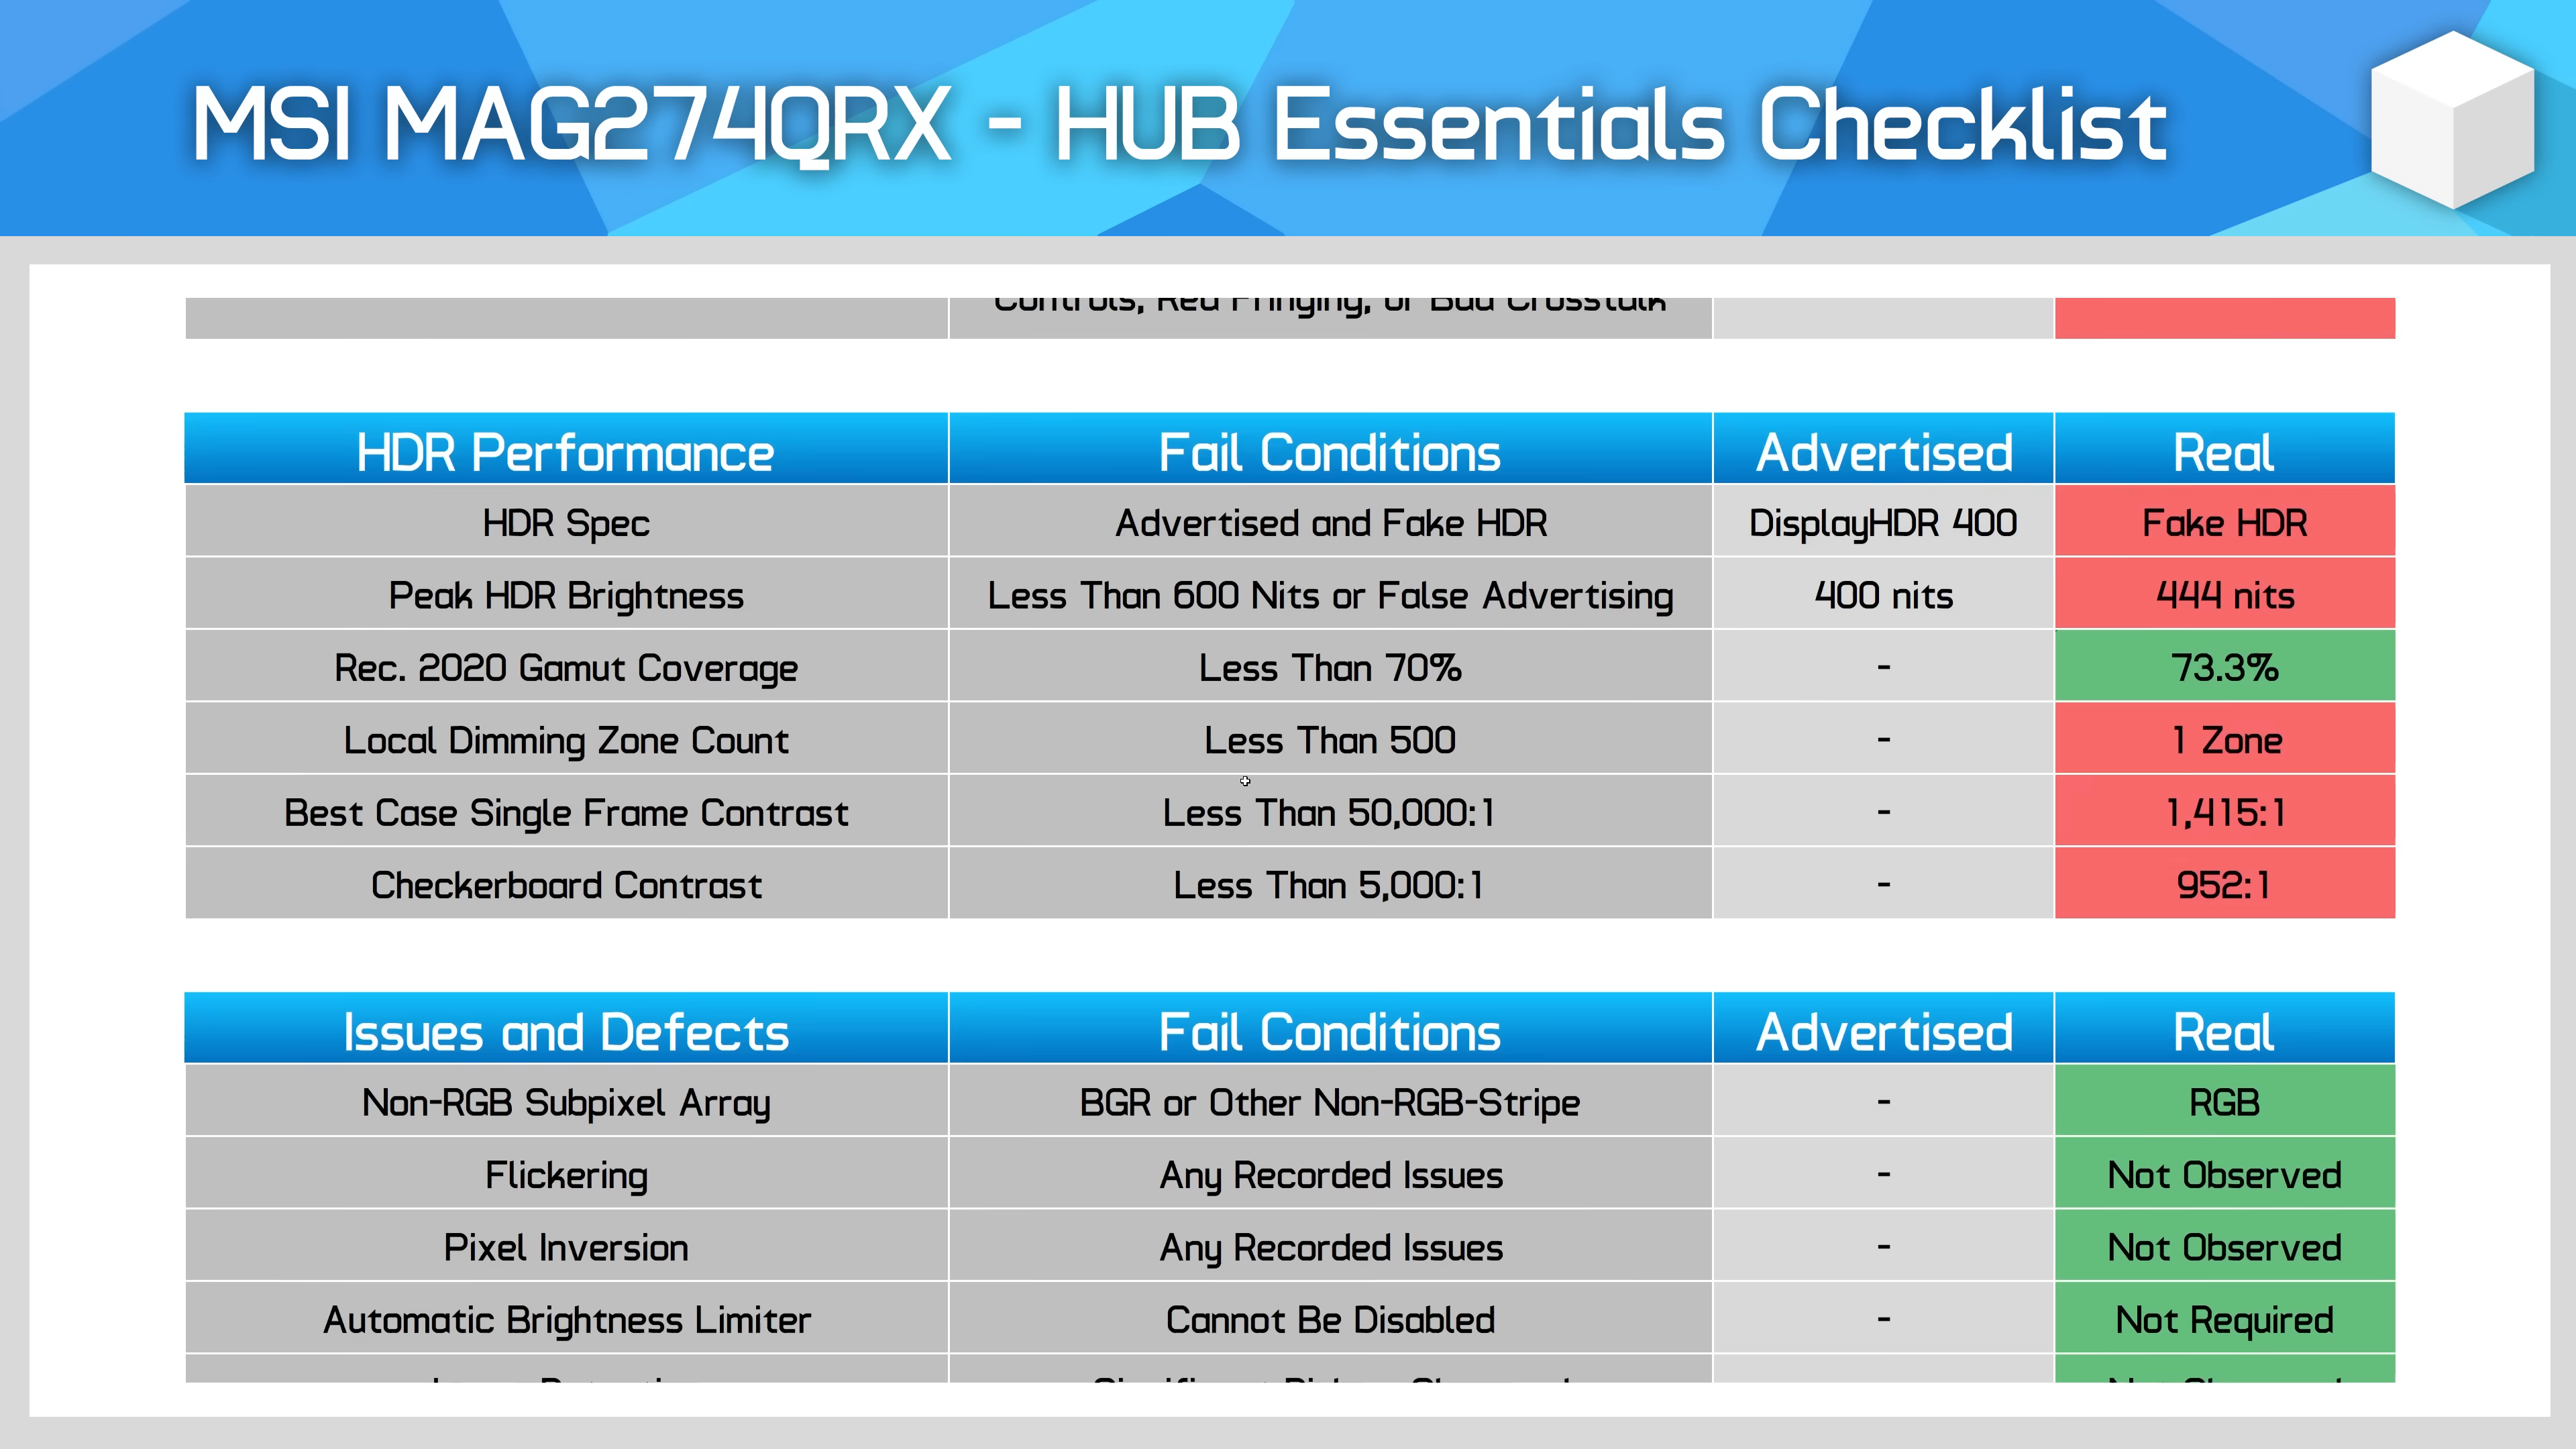 MSI MAG274QRX - HUB Essentials Checklist
Controls, Red Fringing, or Bad Crosstalk
HDR Performance Fail Conditions Advertised Real
HDR Spec Advertised and Fake HDR DisplayHDR 400 Fake HDR
Peak HDR Brightness Less Than 600 Nits or False Advertising 400 nits 444 nits
Rec. 2020 Gamut Coverage Less Than 70% - 73.3%
Local Dimming Zone Count Less Than 500 - 1 Zone
Best Case Single Frame Contrast Less Than 50,000:1 - 1,415:1
Checkerboard Contrast Less Than 5,000:1 - 952:1
Issues and Defects Fail Conditions Advertised Real
Non-RGB Subpixel Array BGR or Other Non-RGB-Stripe - RGB
Flickering Any Recorded Issues - Not Observed
Pixel Inversion Any Recorded Issues - Not Observed
Automatic Brightness Limiter Cannot Be Disabled - Not Required